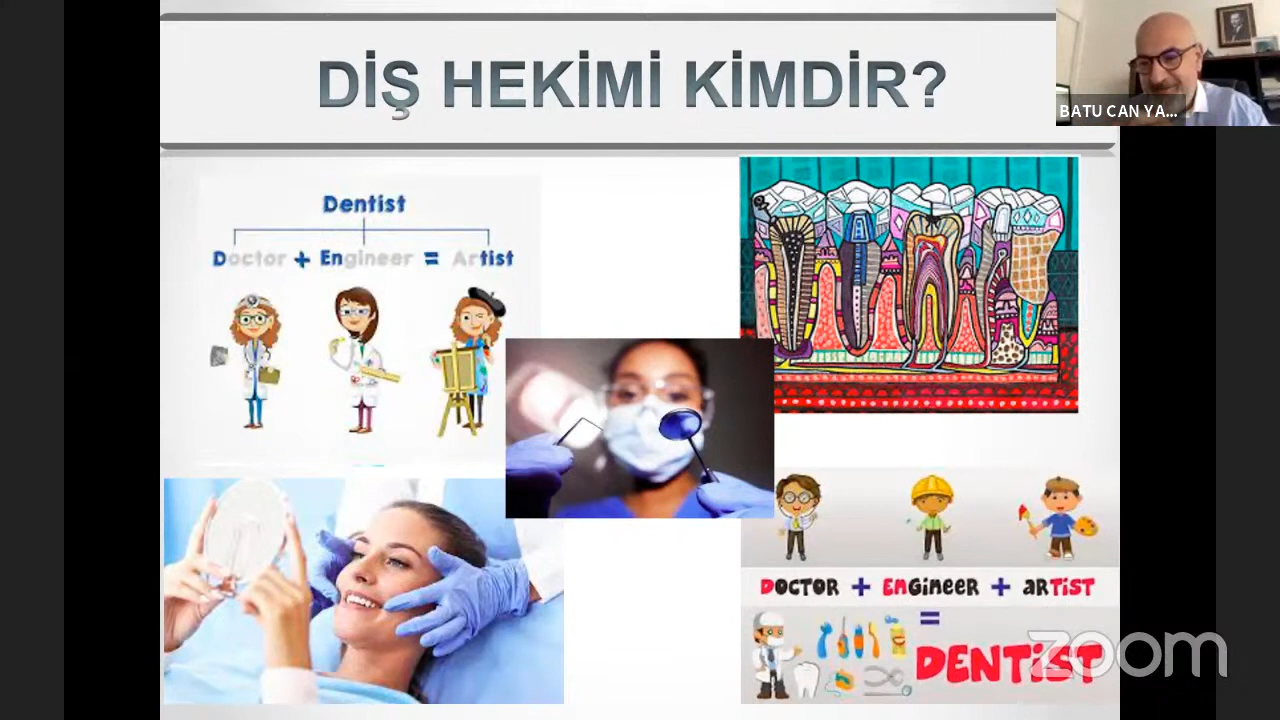 DİŞ HEKİMİ KİMDİR?
BATU CAN YA...
Dentist
Doctor + Engineer = Artist
DOCTOR + ENGiNEER + ARTiST
=
DENTiST
zoom